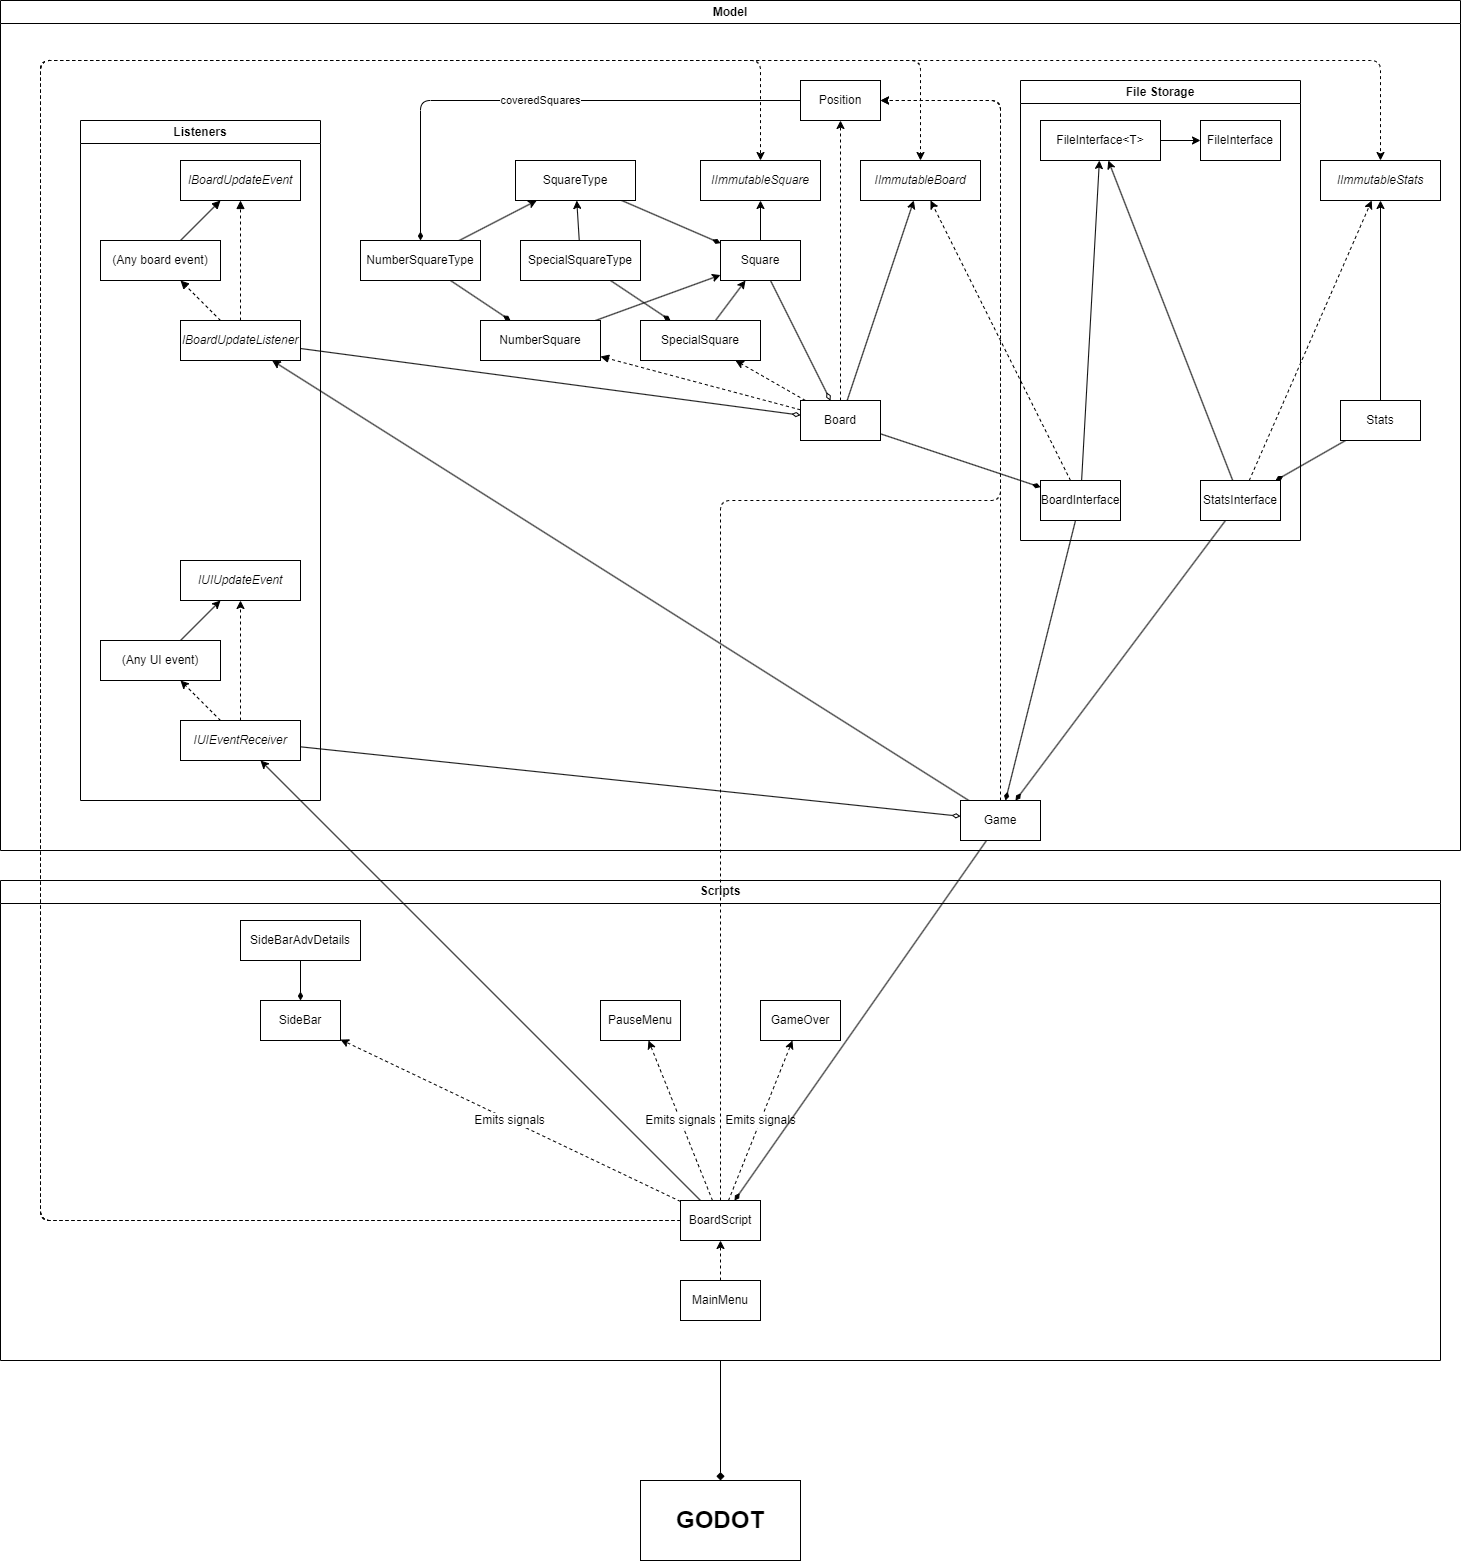 Model
coveredSquares
Position
File Storage
Listeners
FileInterface<T>
FileInterface
IBoardUpdateEvent
SquareType
IImmutableSquare
IImmutableBoard
IImmutableStats
(Any board event)
NumberSquareType
SpecialSquareType
Square
IBoardUpdateListener
NumberSquare
SpecialSquare
Board
Stats
BoardInterface
StatsInterface
IUIUpdateEvent
(Any UI event)
IUIEventReceiver
Game
Scripts
SideBarAdvDetails
SideBar
PauseMenu
GameOver
Emits signals
Emits signals
Emits signals
BoardScript
MainMenu
GODOT